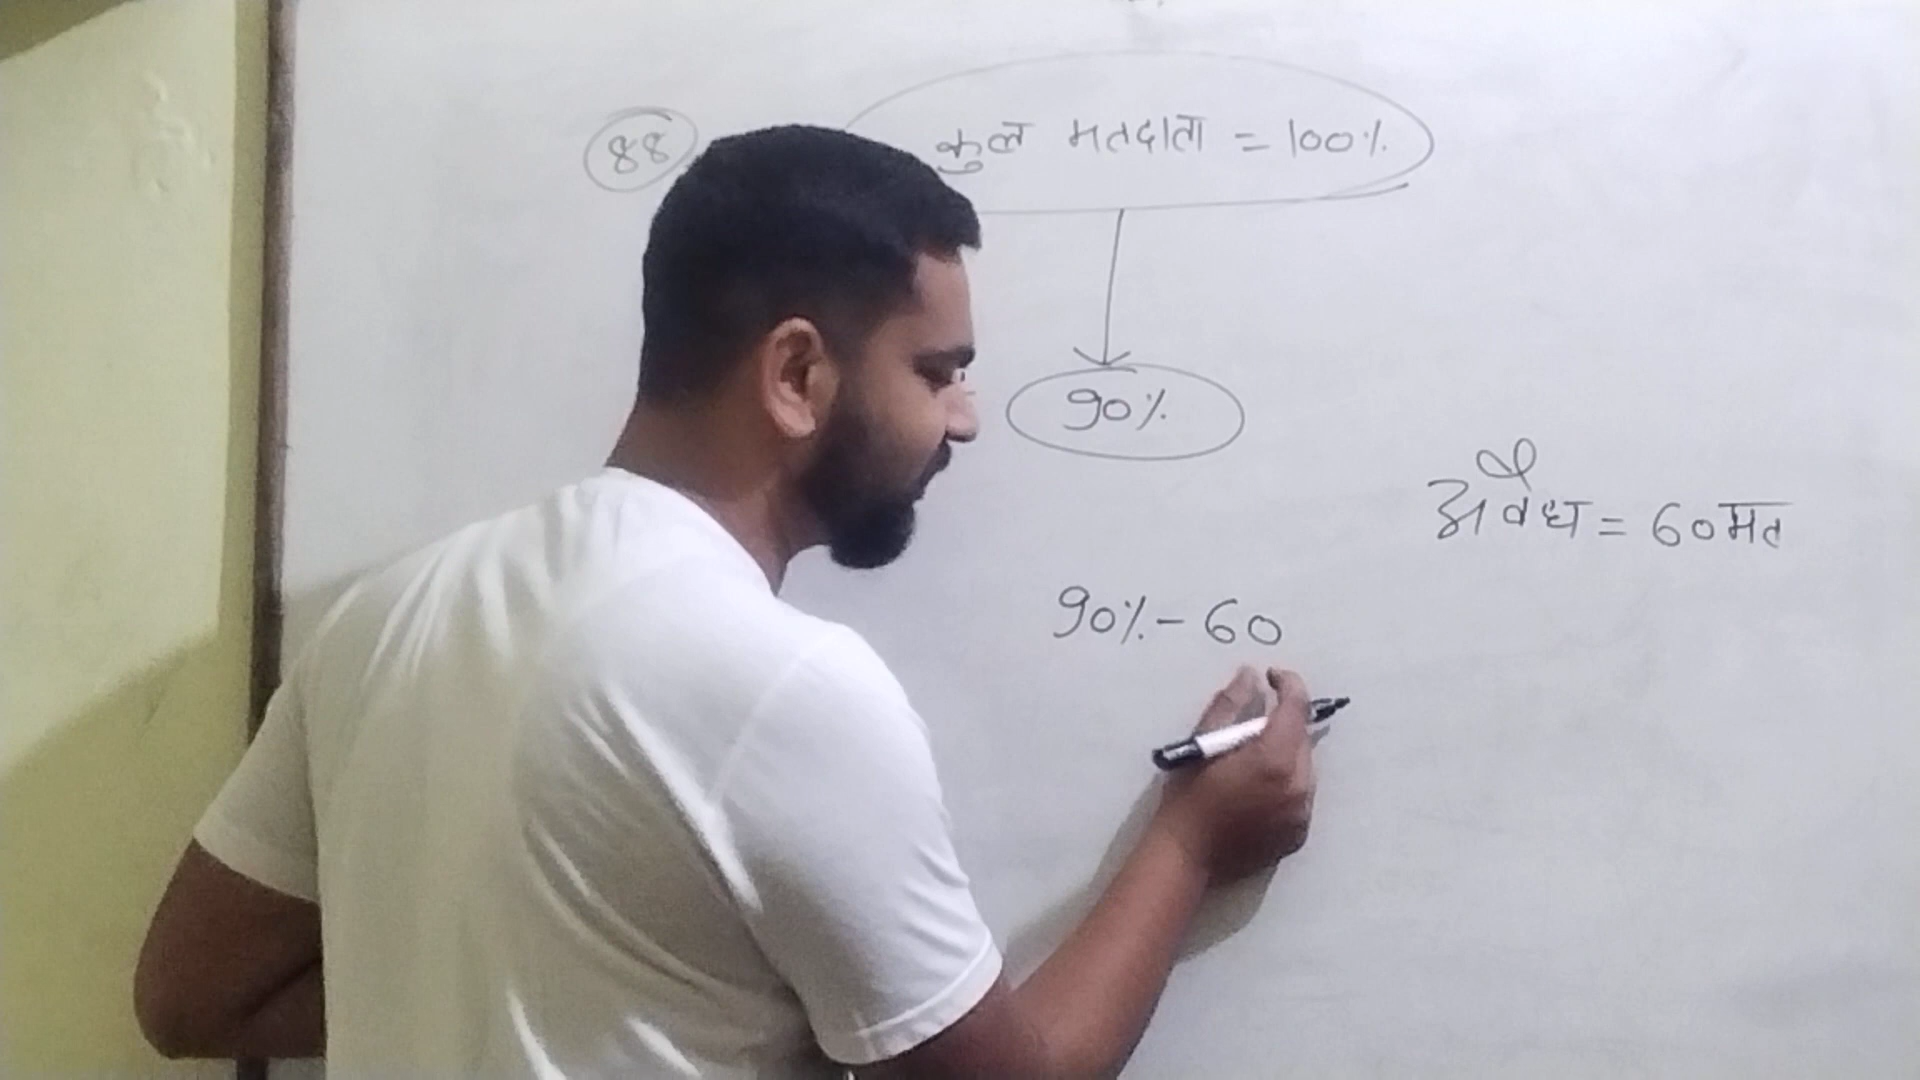 88
कुल मतदाता = 100%
90%
अवैध = 60 मत
90% - 60